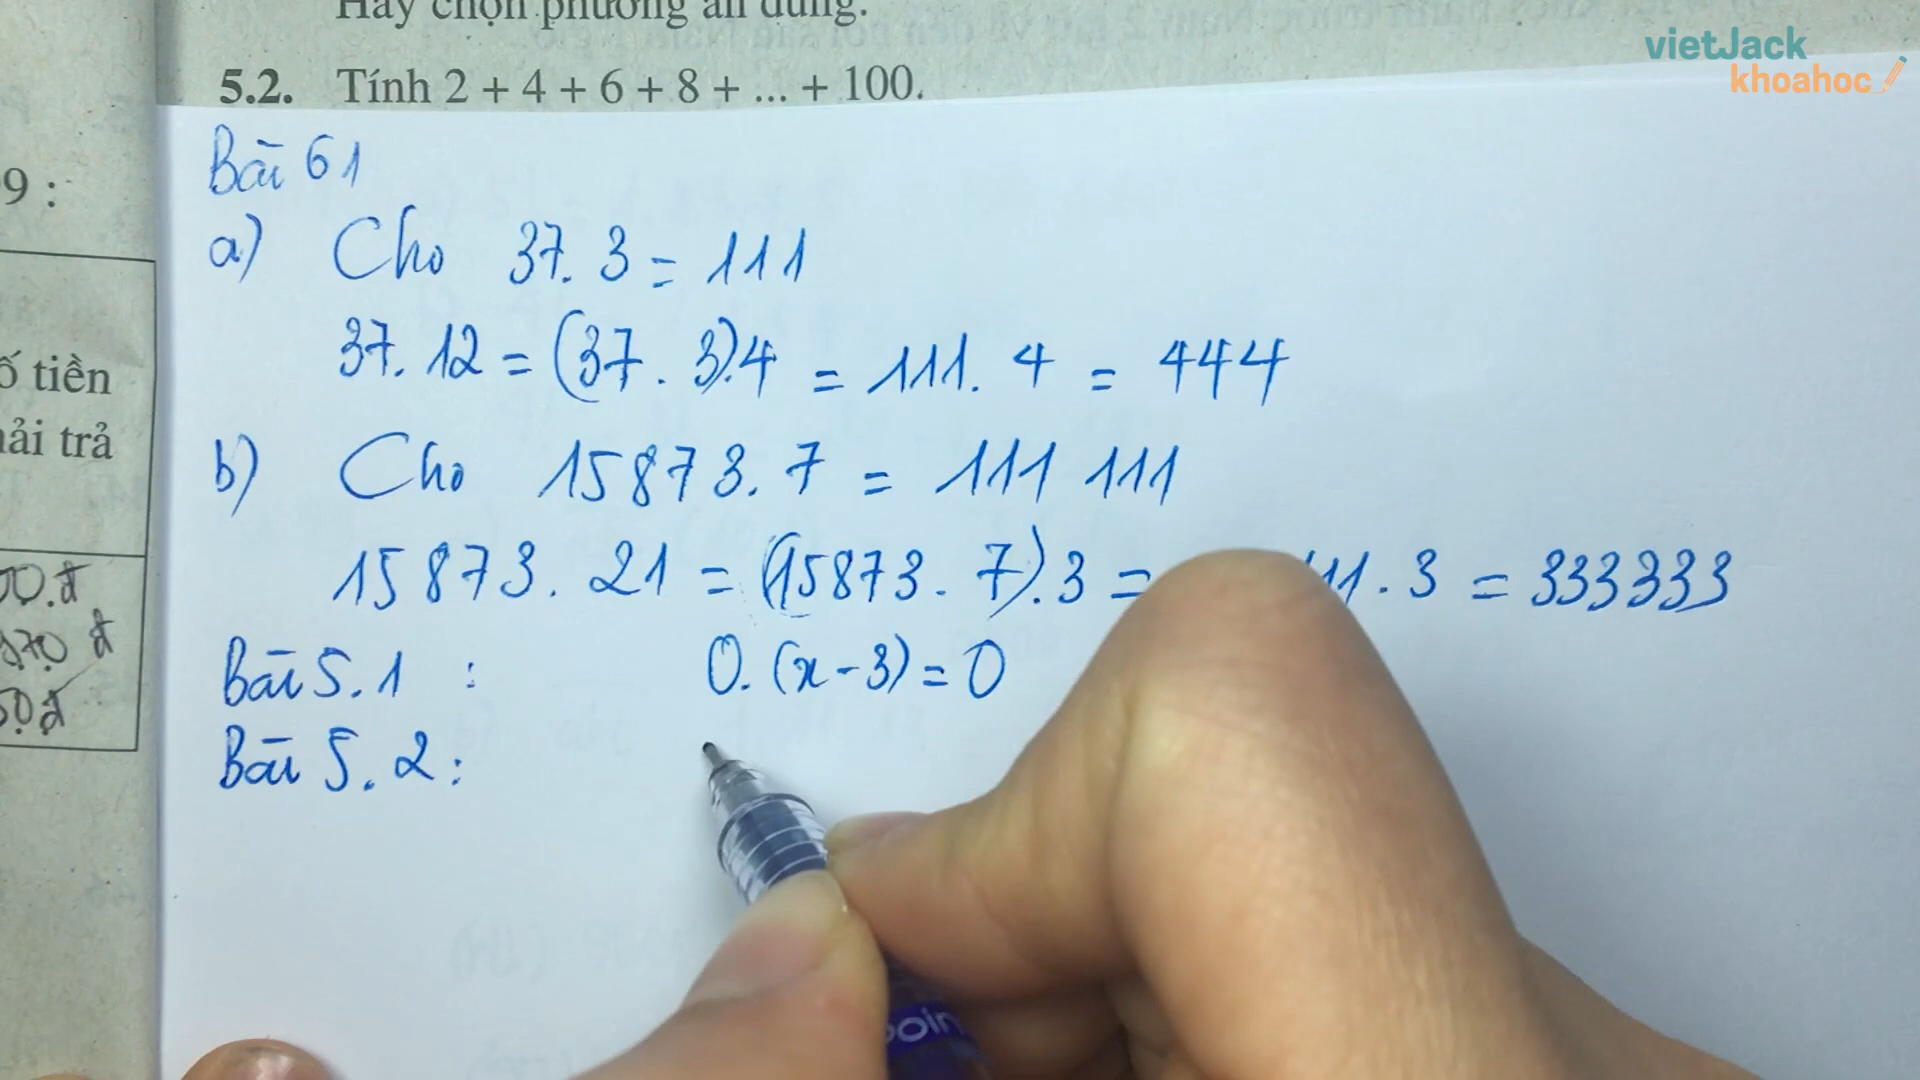 Hãy chọn phương án đúng.
vietJack
khoahoc
5.2. Tính 2 + 4 + 6 + 8 + ... + 100.
9 :
ố tiền
ải trả
Bài 61
a) Cho 37. 3 = 111
37. 12 = (37 . 3).4 = 111. 4 = 444
b) Cho 15873. 7 = 111 111
15873. 21 = (15873. 7).3 = 11.3 = 333333
Bài 5.1 : 0. (x - 3) = 0
Bài 5.2 :